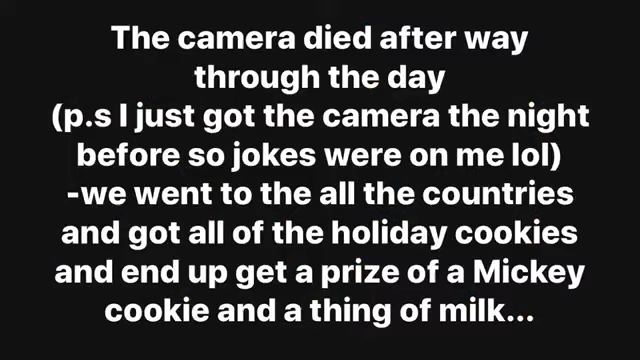 The camera died after way
through the day
(p.s I just got the camera the night
before so jokes were on me lol)
-we went to the all the countries
and got all of the holiday cookies
and end up get a prize of a Mickey
cookie and a thing of milk...